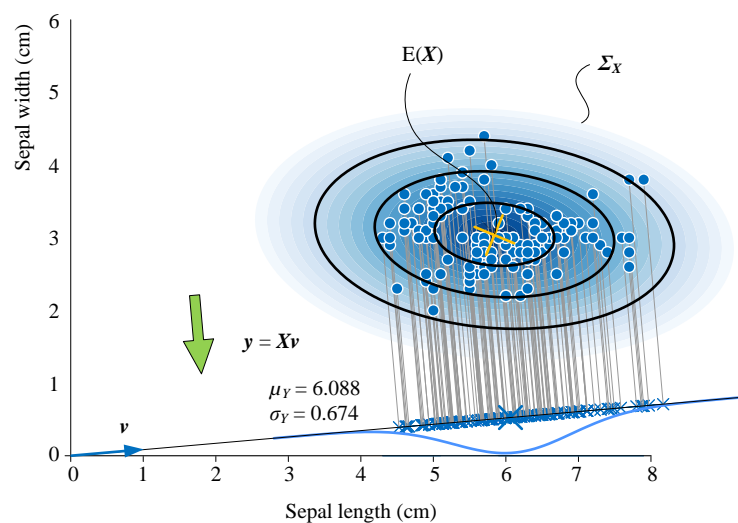 6
Sepal width (cm)
5
4
3
2
1
0
E(X)
Σ_X
y = Xv
μ_Y = 6.088
σ_Y = 0.674
v
0 1 2 3 4 5 6 7 8
Sepal length (cm)